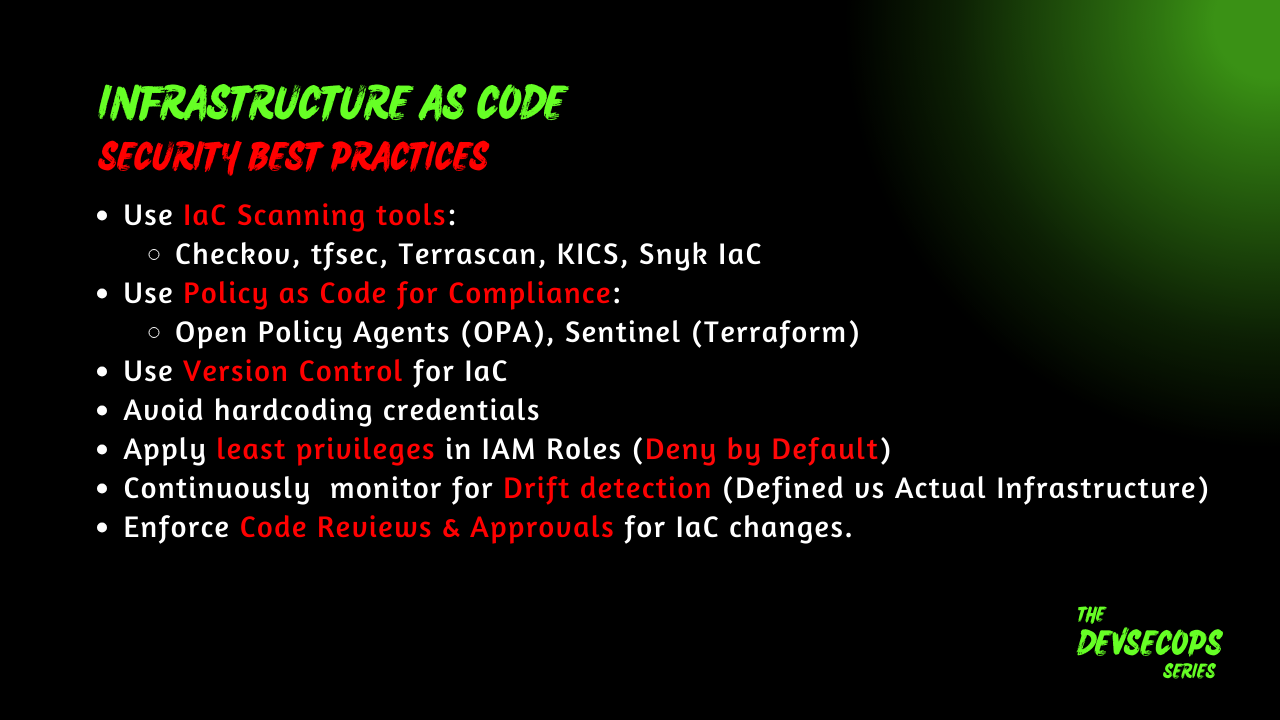 INFRASTRUCTURE AS CODE
SECURITY BEST PRACTICES
• Use IaC Scanning tools:
○ Checkov, tfsec, Terrascan, KICS, Snyk IaC
• Use Policy as Code for Compliance:
○ Open Policy Agents (OPA), Sentinel (Terraform)
• Use Version Control for IaC
• Avoid hardcoding credentials
• Apply least privileges in IAM Roles (Deny by Default)
• Continuously  monitor for Drift detection (Defined vs Actual Infrastructure)
• Enforce Code Reviews & Approvals for IaC changes.
THE
DEVSECOPS
SERIES